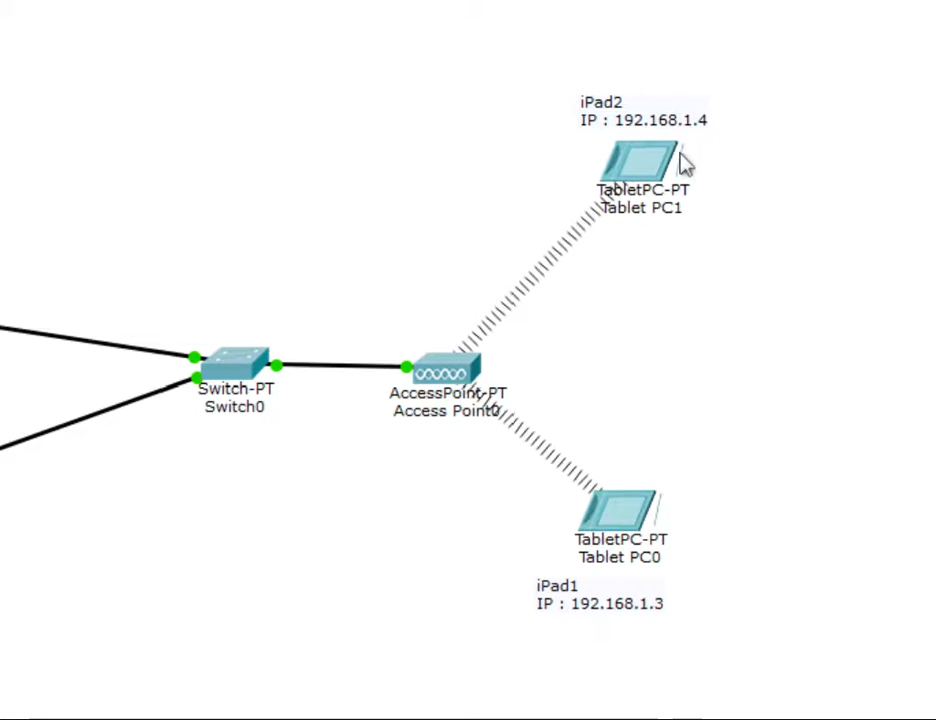 iPad2
IP : 192.168.1.4
TabletPC-PT
Tablet PC1
Switch-PT
Switch0
AccessPoint-PT
Access Point0
TabletPC-PT
Tablet PC0
iPad1
IP : 192.168.1.3